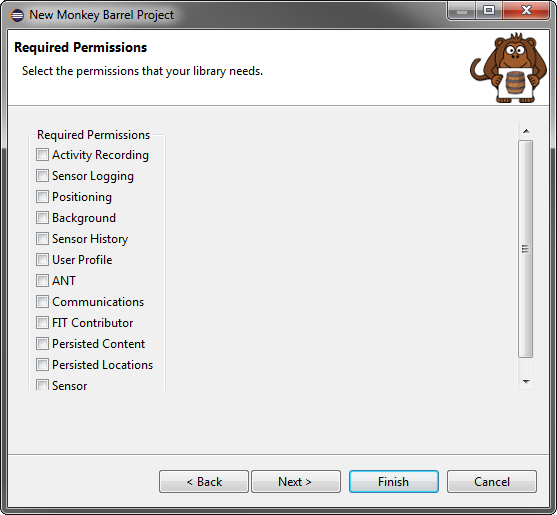 New Monkey Barrel Project
Required Permissions
Select the permissions that your library needs.
Required Permissions
Activity Recording
Sensor Logging
Positioning
Background
Sensor History
User Profile
ANT
Communications
FIT Contributor
Persisted Content
Persisted Locations
Sensor
< Back
Next >
Finish
Cancel